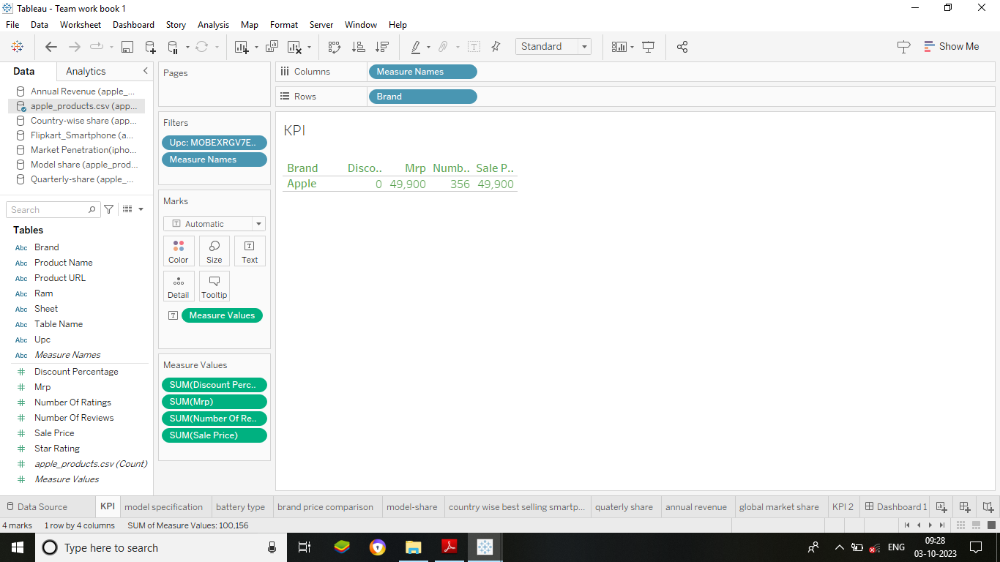 Tableau - Team work book 1
File Data Worksheet Dashboard Story Analysis Map Format Server Window Help
Standard
Show Me
Data Analytics
Annual Revenue (apple_...
apple_products.csv (app...
Country-wise share (app...
Flipkart_Smartphone (a...
Market Penetration(ipho...
Model share (apple_prod...
Quarterly-share (apple_...
Search
Tables
Abc Brand
Abc Product Name
Abc Product URL
Abc Ram
Abc Sheet
Abc Table Name
Abc Upc
Abc Measure Names
# Discount Percentage
# Mrp
# Number Of Ratings
# Number Of Reviews
# Sale Price
# Star Rating
# apple_products.csv (Count)
# Measure Values
Pages
Filters
Upc: MOBEXRGV7E..
Measure Names
Marks
T Automatic
Color Size T Text
Detail Tooltip
T Measure Values
Measure Values
SUM(Discount Perc..
SUM(Mrp)
SUM(Number Of Re..
SUM(Sale Price)
Columns Measure Names
Rows Brand
KPI
Brand Disco.. Mrp Numb.. Sale P..
Apple 0 49,900 356 49,900
Data Source KPI model specification battery type brand price comparison model-share country wise best selling smartp... quaterly share annual revenue global market share KPI 2 Dashboard 1
4 marks 1 row by 4 columns SUM of Measure Values: 100,156
Type here to search
ENG
09:28
03-10-2023